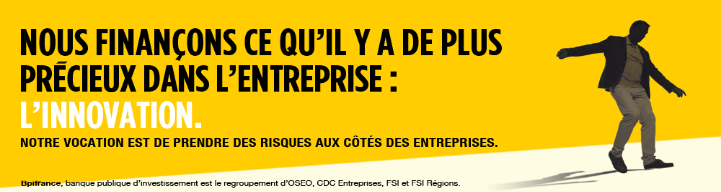 NOUS FINANÇONS CE QU'IL Y A DE PLUS
PRÉCIEUX DANS L'ENTREPRISE :
L'INNOVATION.
NOTRE VOCATION EST DE PRENDRE DES RISQUES AUX CÔTÉS DES ENTREPRISES.
Bpifrance, banque publique d'investissement est le regroupement d'OSEO, CDC Entreprises, FSI et FSI Régions.